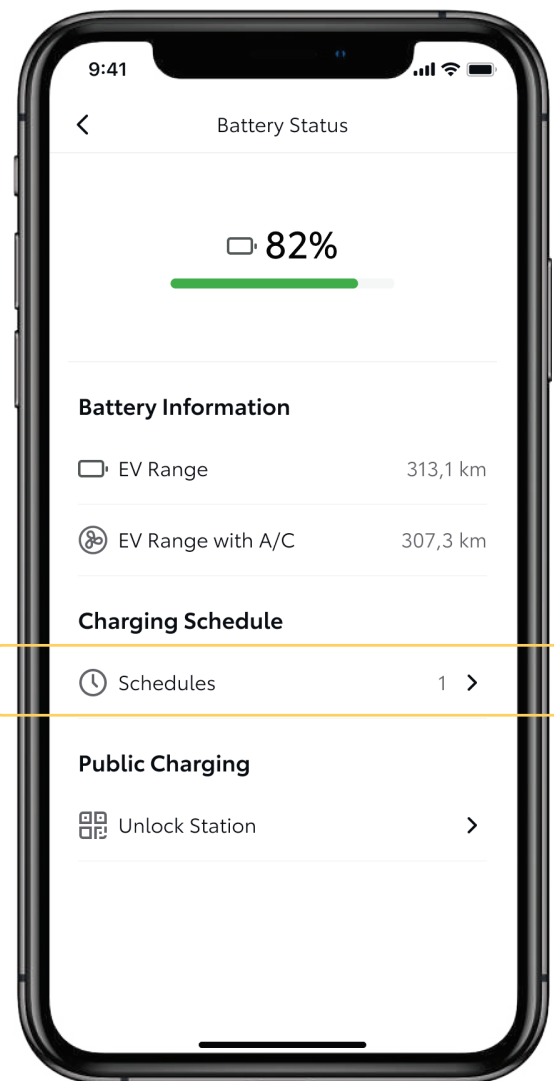 9:41
Battery Status
82%
Battery Information
EV Range 313,1 km
EV Range with A/C 307,3 km
Charging Schedule
Schedules 1
Public Charging
Unlock Station